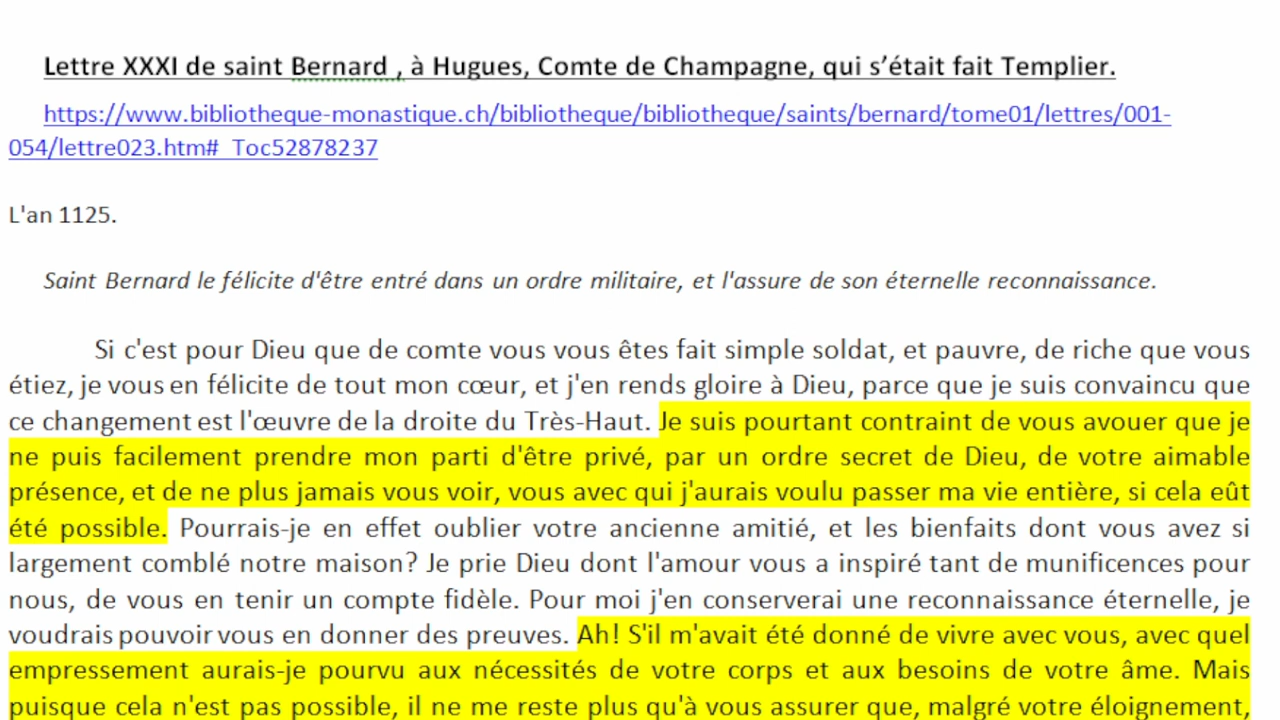 Lettre XXXI de saint Bernard , à Hugues, Comte de Champagne, qui s’était fait Templier.
https://www.bibliotheque-monastique.ch/bibliotheque/bibliotheque/saints/bernard/tome01/lettres/001-
054/lettre023.htm#_Toc52878237
L'an 1125.
Saint Bernard le félicite d'être entré dans un ordre militaire, et l'assure de son éternelle reconnaissance.
Si c'est pour Dieu que de comte vous vous êtes fait simple soldat, et pauvre, de riche que vous
étiez, je vous en félicite de tout mon cœur, et j'en rends gloire à Dieu, parce que je suis convaincu que
ce changement est l'œuvre de la droite du Très-Haut. Je suis pourtant contraint de vous avouer que je
ne puis facilement prendre mon parti d'être privé, par un ordre secret de Dieu, de votre aimable
présence, et de ne plus jamais vous voir, vous avec qui j'aurais voulu passer ma vie entière, si cela eût
été possible. Pourrais-je en effet oublier votre ancienne amitié, et les bienfaits dont vous avez si
largement comblé notre maison? Je prie Dieu dont l'amour vous a inspiré tant de munificences pour
nous, de vous en tenir un compte fidèle. Pour moi j'en conserverai une reconnaissance éternelle, je
voudrais pouvoir vous en donner des preuves. Ah! S'il m'avait été donné de vivre avec vous, avec quel
empressement aurais-je pourvu aux nécessités de votre corps et aux besoins de votre âme. Mais
puisque cela n'est pas possible, il ne me reste plus qu'à vous assurer que, malgré votre éloignement,